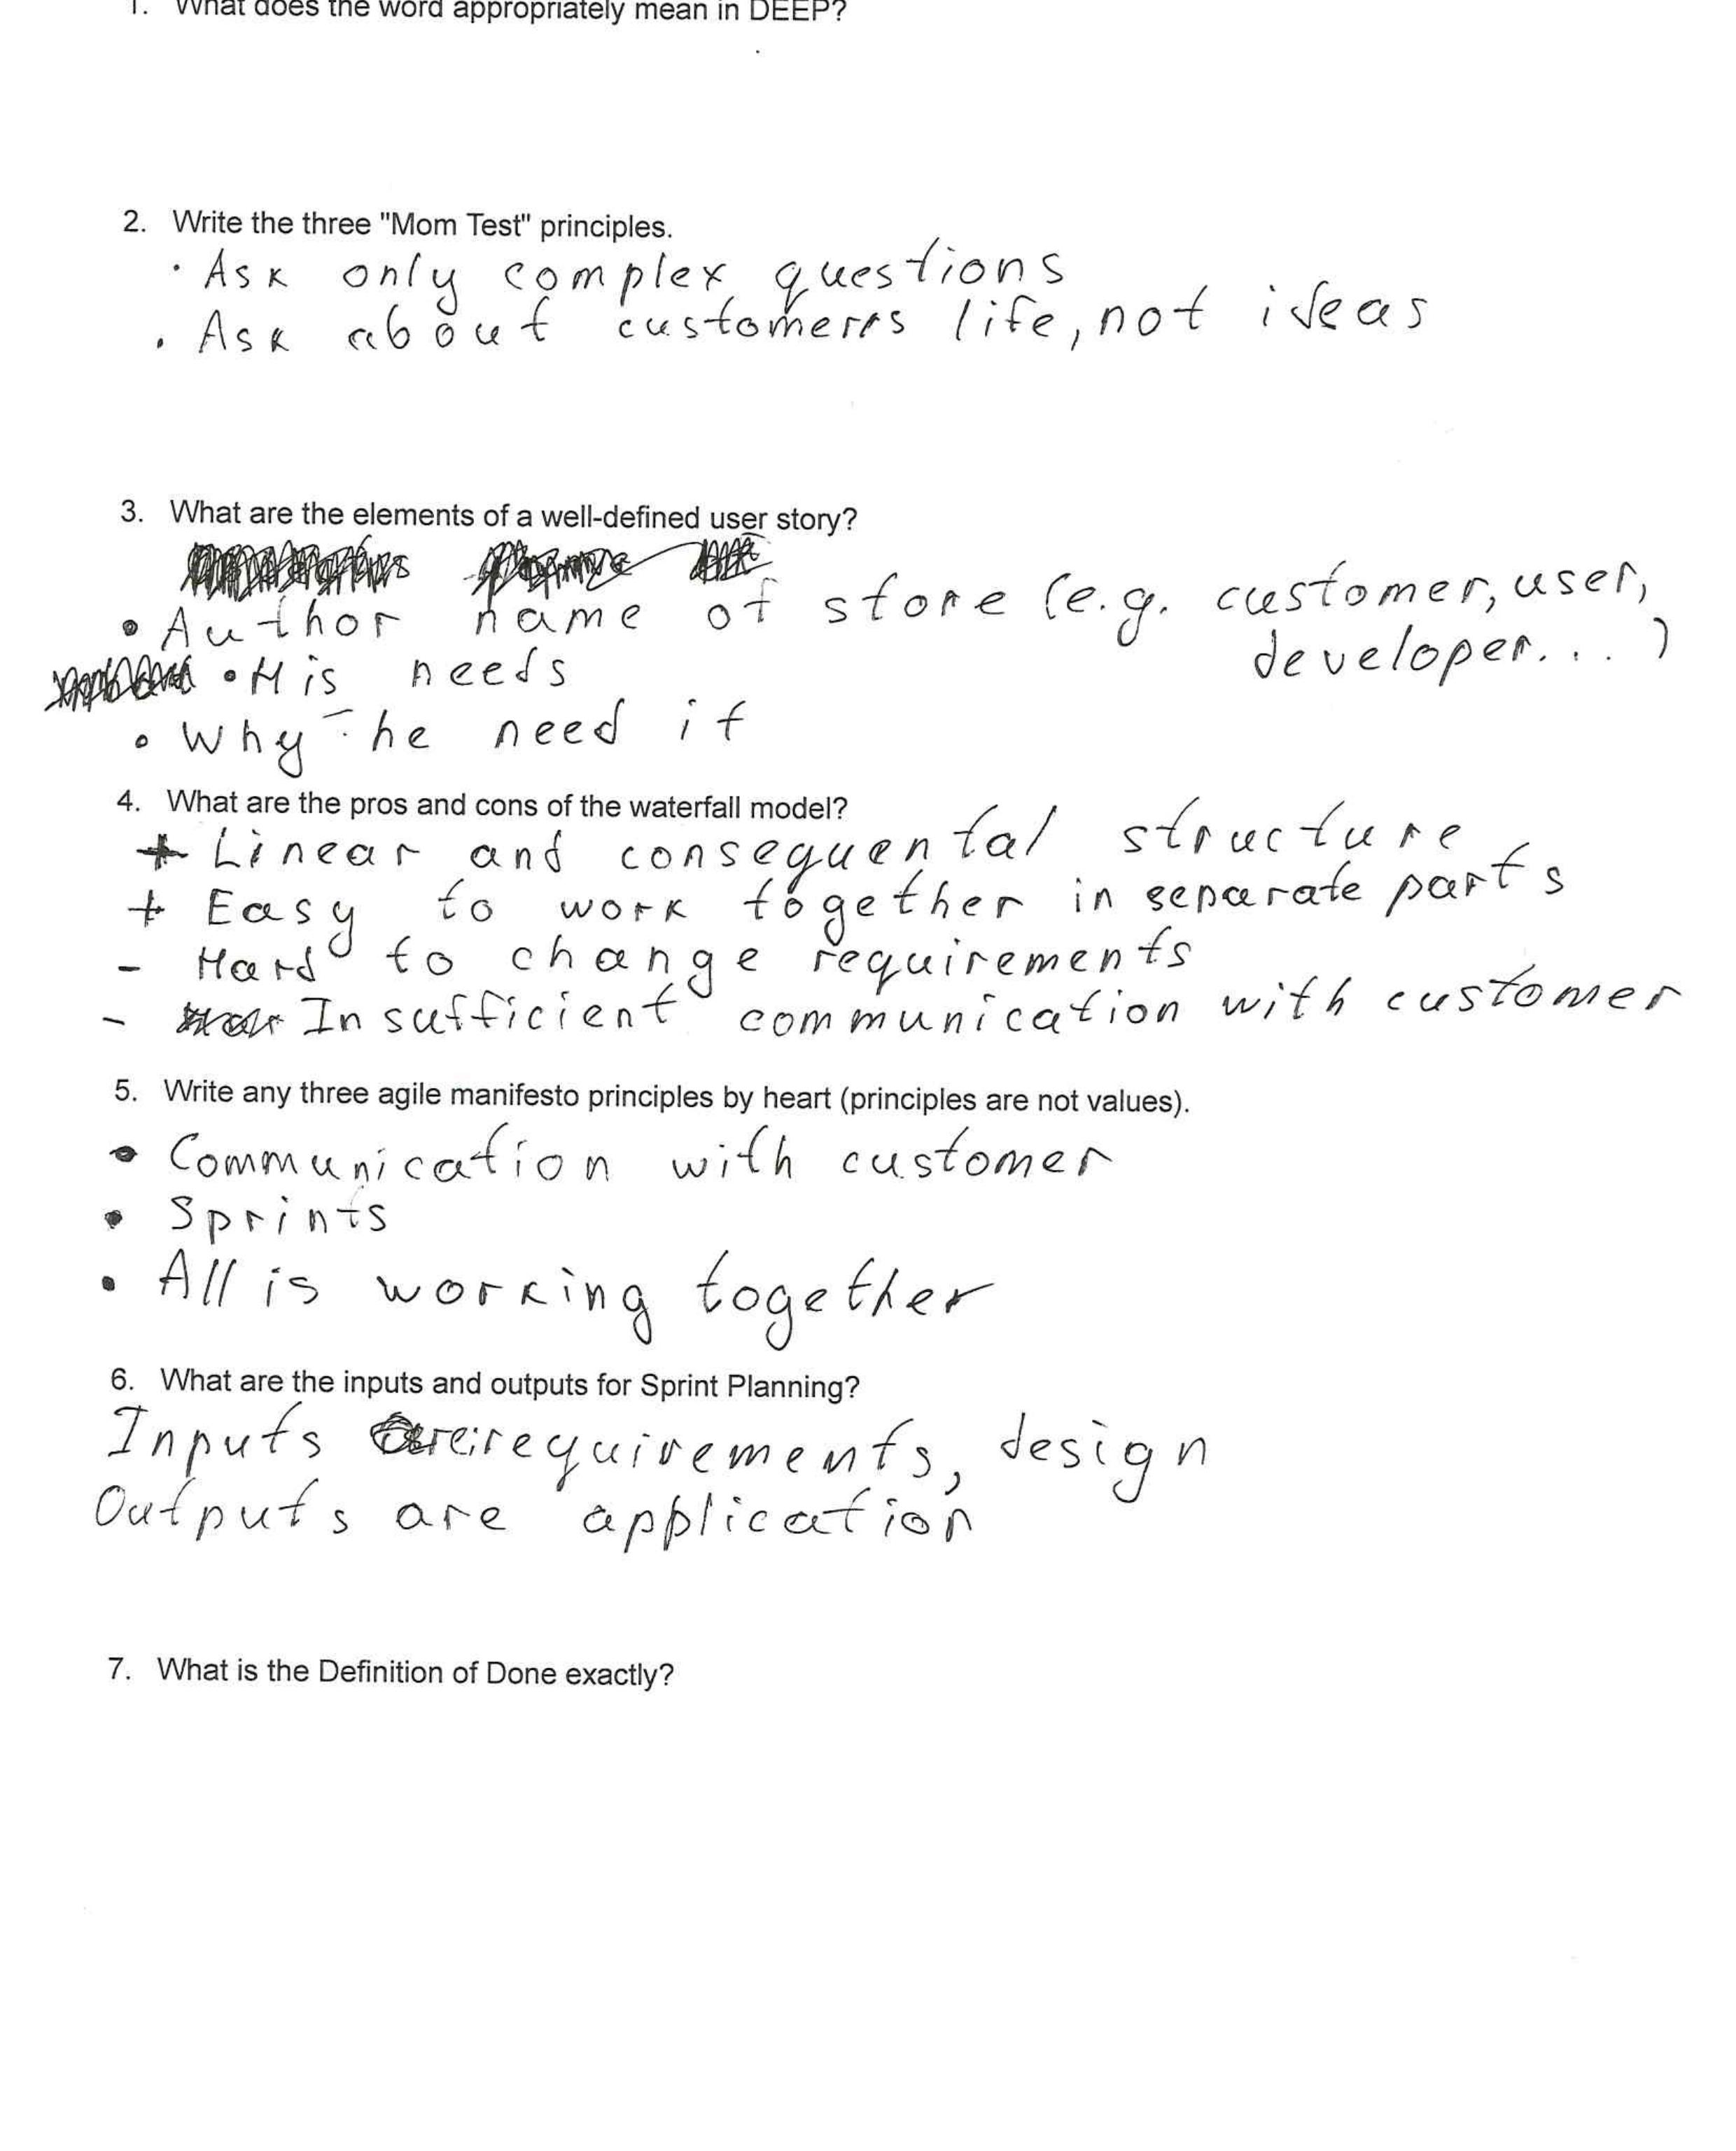 1. What does the word appropriately mean in DEEP?
2. Write the three "Mom Test" principles.
· Ask only complex questions
· Ask about customerrs life, not ideas
3. What are the elements of a well-defined user story?
• Author name of store (e.g. customer, user,
developer... )
• His needs
• Why he need it
4. What are the pros and cons of the waterfall model?
+ Linear and consequental structure
+ Easy to work together in separate parts
- Hard to change requirements
- Insufficient communication with customer
5. Write any three agile manifesto principles by heart (principles are not values).
• Communication with customer
• Sprints
• All is working together
6. What are the inputs and outputs for Sprint Planning?
Inputs requirements, design
Outputs are application
7. What is the Definition of Done exactly?